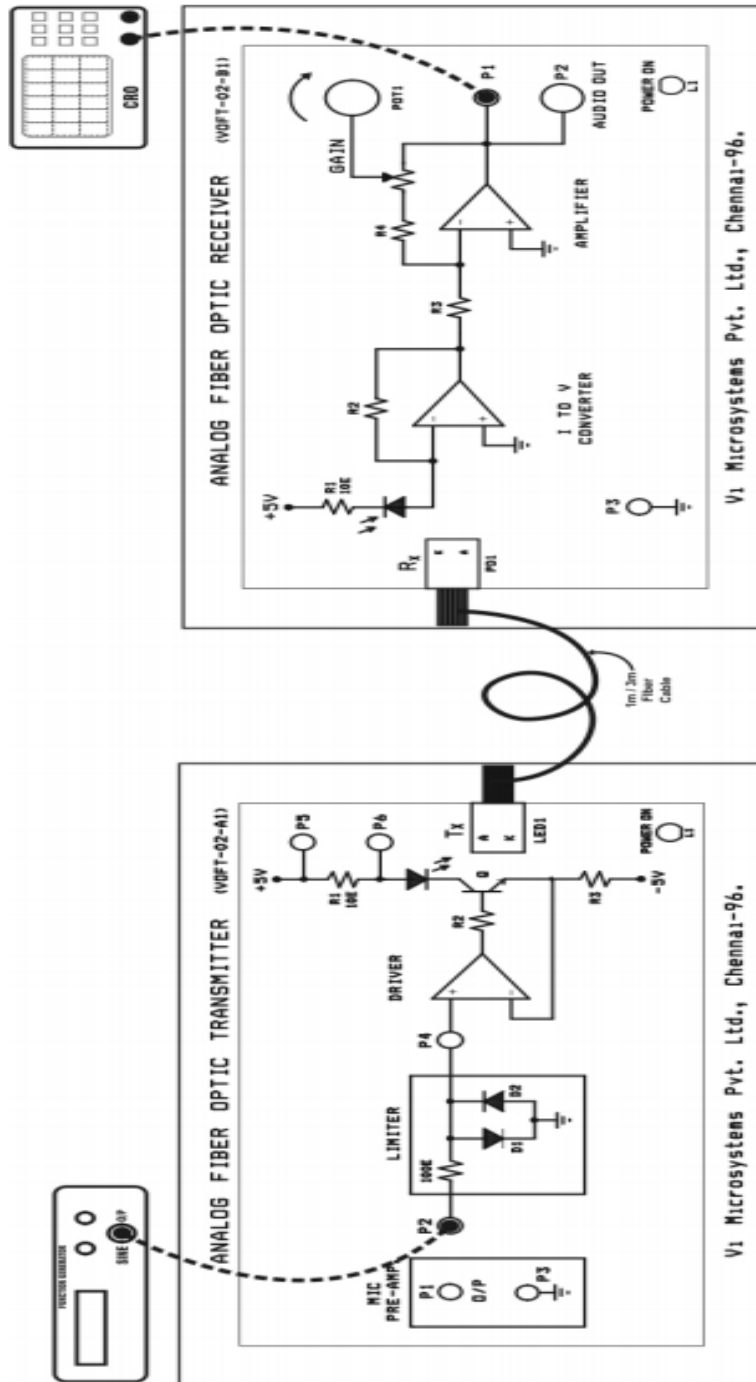 FUNCTION GENERATOR
SINE
O/P
ANALOG FIBER OPTIC TRANSMITTER (VOFT-02-A1)
MIC
PRE-AMP
P1
O/P
P3
P2
LIMITER
100E
D1
D2
P4
DRIVER
R2
Q
+5V
P5
R1
10E
P6
R3
-5V
TX
A
K
LED1
POWER ON
L1
Vi Microsystems Pvt. Ltd., Chennai-96.
1m/3m
Fiber
Cable
ANALOG FIBER OPTIC RECEIVER (VOFT-02-B1)
RX
K
A
PD1
+5V
R1
10E
R2
I TO V
CONVERTER
P3
R3
R4
GAIN
POT1
AMPLIFIER
P1
P2
AUDIO OUT
POWER ON
L1
Vi Microsystems Pvt. Ltd., Chennai-96.
CRO